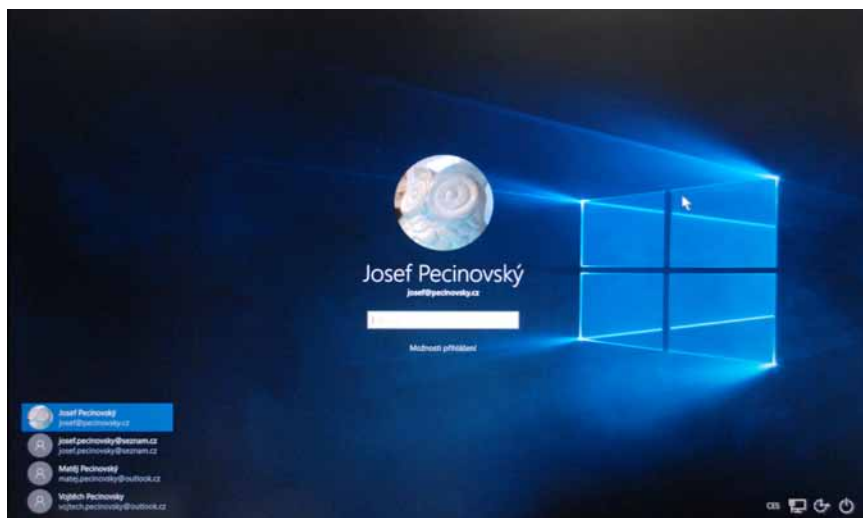 Josef Pecinovský
josef@pecinovsky.cz
Možnosti přihlášení
Josef Pecinovský
josef@pecinovsky.cz
josef.pecinovsky@seznam.cz
josef.pecinovsky@seznam.cz
Matěj Pecinovský
matej.pecinovsky@outlook.cz
Vojtěch Pecinovsky
vojtech.pecinovsky@outlook.cz
CES